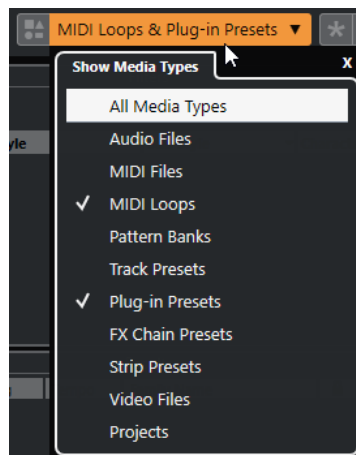 MIDI Loops & Plug-in Presets
Show Media Types
X
All Media Types
yle
Audio Files
MIDI Files
MIDI Loops
Pattern Banks
Track Presets
Plug-in Presets
FX Chain Presets
Strip Presets
Video Files
Projects